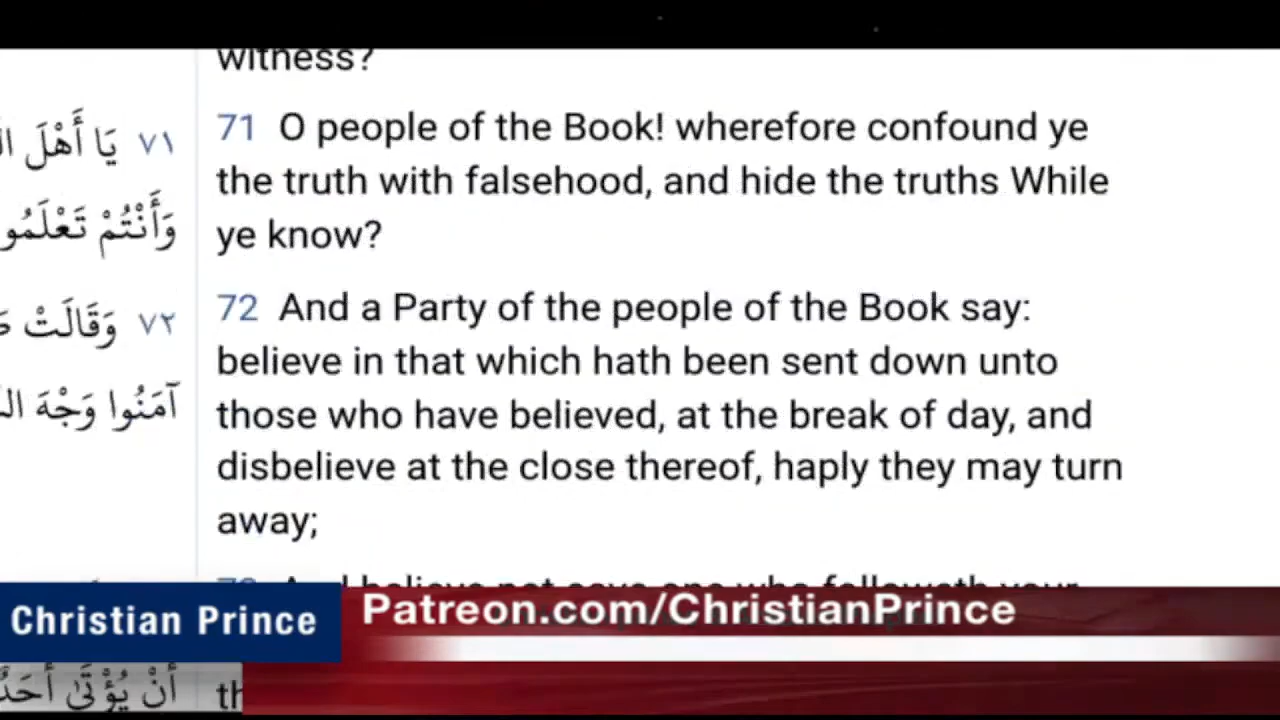 witness?
71 O people of the Book! wherefore confound ye
the truth with falsehood, and hide the truths While
ye know?
72 And a Party of the people of the Book say:
believe in that which hath been sent down unto
those who have believed, at the break of day, and
disbelieve at the close thereof, haply they may turn
away;
٧١ يَا أَهْلَ
وَأَنْتُمْ
٧٢ وَقَالَتْ
آمَنُوا وَجْهَ
أَنْ يُؤْتَىٰ
Christian Prince
Patreon.com/ChristianPrince